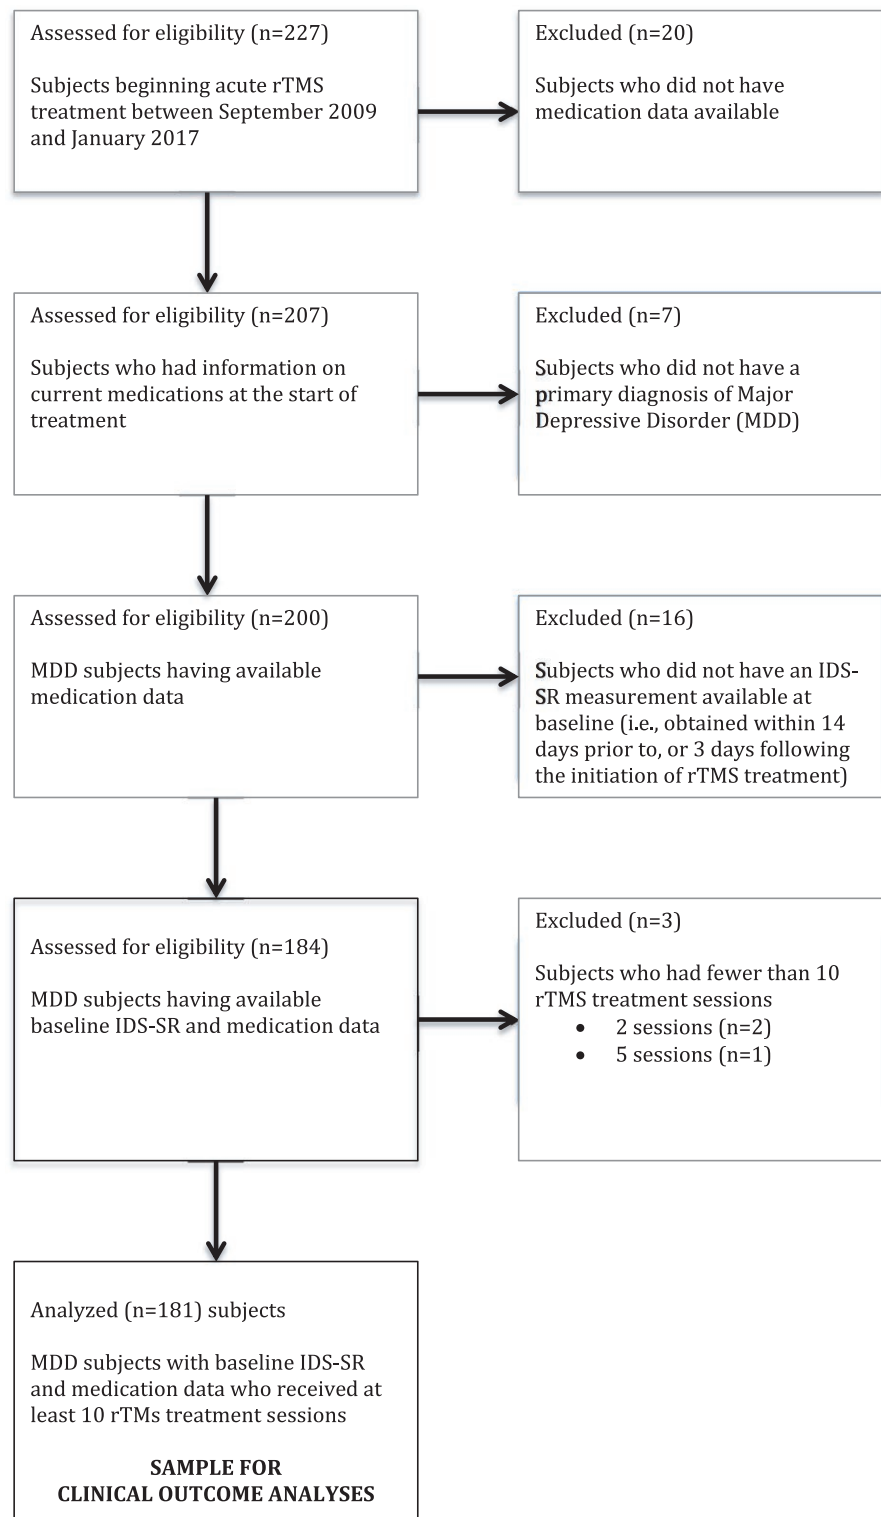 Assessed for eligibility (n=227)
Subjects beginning acute rTMS
treatment between September 2009
and January 2017
Excluded (n=20)
Subjects who did not have
medication data available
Assessed for eligibility (n=207)
Subjects who had information on
current medications at the start of
treatment
Excluded (n=7)
Subjects who did not have a
primary diagnosis of Major
Depressive Disorder (MDD)
Assessed for eligibility (n=200)
MDD subjects having available
medication data
Excluded (n=16)
Subjects who did not have an IDS-
SR measurement available at
baseline (i.e., obtained within 14
days prior to, or 3 days following
the initiation of rTMS treatment)
Assessed for eligibility (n=184)
MDD subjects having available
baseline IDS-SR and medication data
Excluded (n=3)
Subjects who had fewer than 10
rTMS treatment sessions
• 2 sessions (n=2)
• 5 sessions (n=1)
Analyzed (n=181) subjects
MDD subjects with baseline IDS-SR
and medication data who received at
least 10 rTMs treatment sessions
SAMPLE FOR
CLINICAL OUTCOME ANALYSES